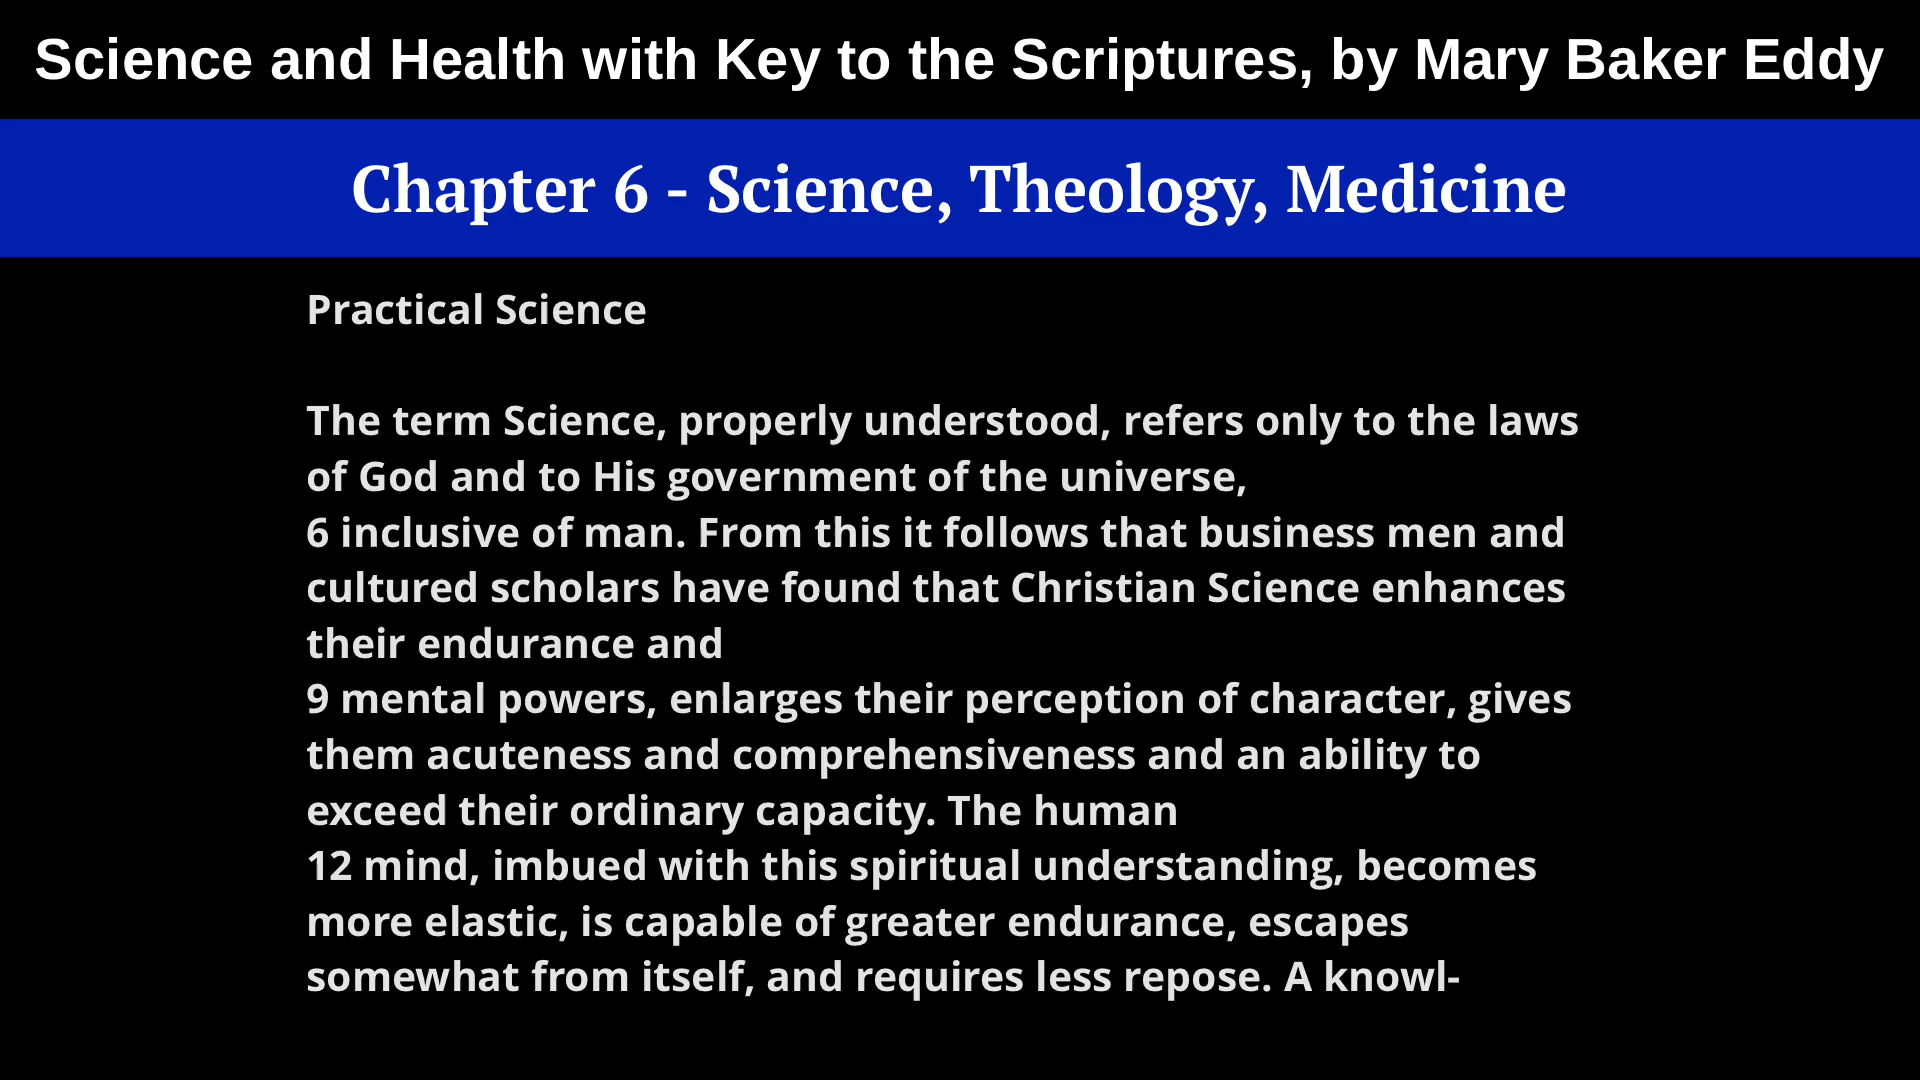 Science and Health with Key to the Scriptures, by Mary Baker Eddy
Chapter 6 - Science, Theology, Medicine
Practical Science
The term Science, properly understood, refers only to the laws
of God and to His government of the universe,
6 inclusive of man. From this it follows that business men and
cultured scholars have found that Christian Science enhances
their endurance and
9 mental powers, enlarges their perception of character, gives
them acuteness and comprehensiveness and an ability to
exceed their ordinary capacity. The human
12 mind, imbued with this spiritual understanding, becomes
more elastic, is capable of greater endurance, escapes
somewhat from itself, and requires less repose. A knowl-